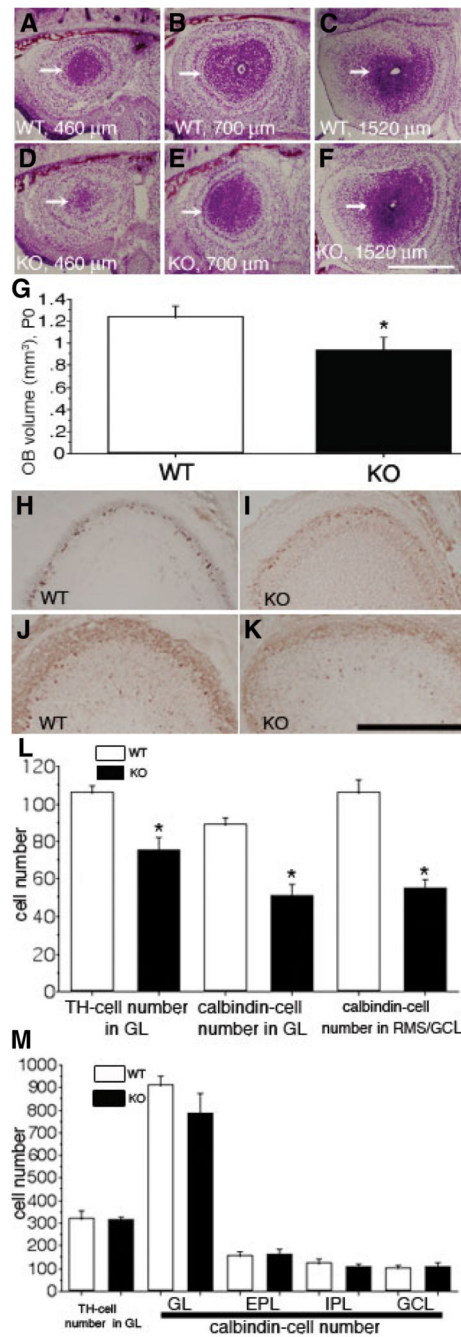 A B C
WT, 460 µm WT, 700 µm WT, 1520 µm
D E F
KO, 460 µm KO, 700 µm KO, 1520 µm
G
OB volume (mm³), P0
1.4
1.2
1
.8
.6
.4
.2
0
*
WT KO
H I
WT KO
J K
WT KO
L
WT
KO
cell number
120
100
80
60
40
20
0
* * *
TH-cell number in GL
calbindin-cell number in GL
calbindin-cell number in RMS/GCL
M
WT
KO
cell number
1000
900
800
700
600
500
400
300
200
100
0
TH-cell number in GL
GL EPL IPL GCL
calbindin-cell number